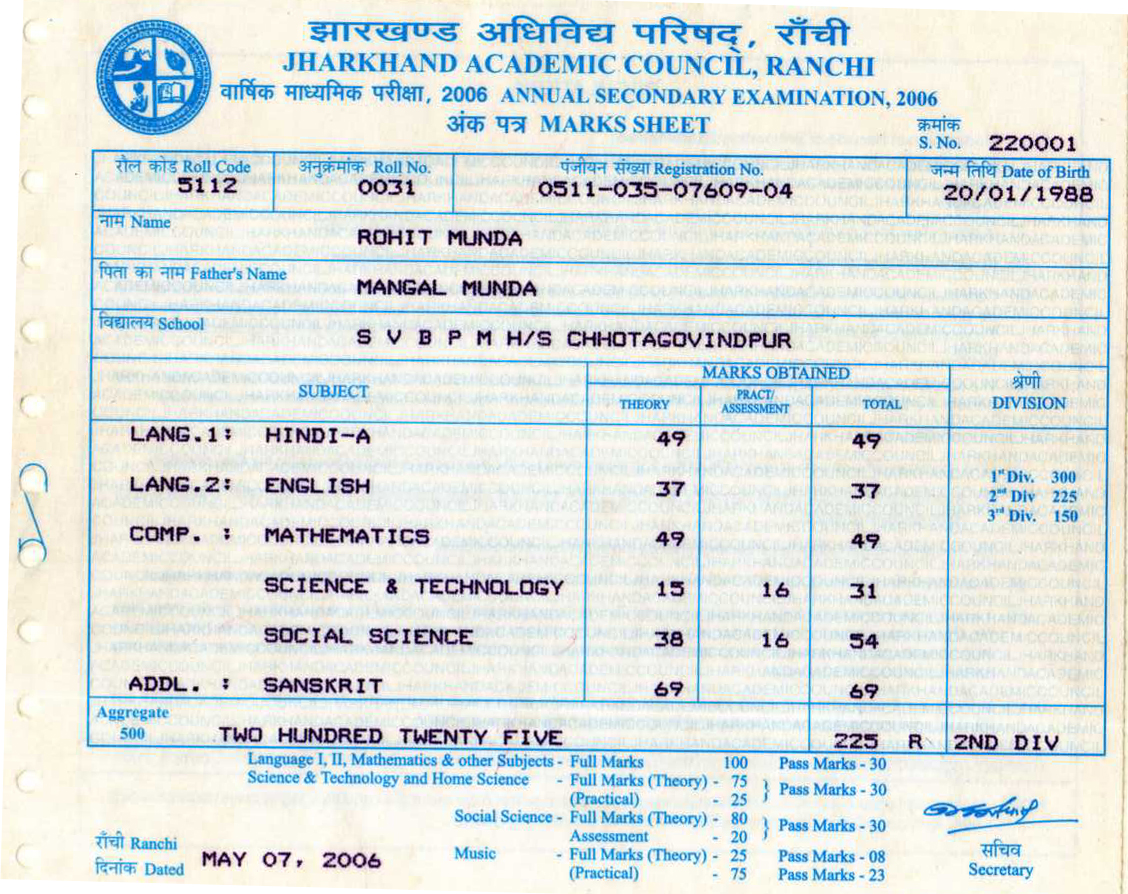 झारखण्ड अधिविद्य परिषद्, राँची
JHARKHAND ACADEMIC COUNCIL, RANCHI
वार्षिक माध्यमिक परीक्षा, 2006 ANNUAL SECONDARY EXAMINATION, 2006
अंक पत्र MARKS SHEET
क्रमांक
S. No. 220001
रौल कोड Roll Code अनुक्रमांक Roll No. पंजीयन संख्या Registration No. जन्म तिथि Date of Birth
5112 0031 0511-035-07609-04 20/04/1988
नाम Name
ROHIT MUNDA
पिता का नाम Father's Name
MANGAL MUNDA
विद्यालय School
S V B P M H/S CHHOTAGOVINDPUR
SUBJECT MARKS OBTAINED श्रेणी
THEORY PRACT/ ASSESSMENT TOTAL DIVISION
LANG.1: HINDI-A 49 49
LANG.2: ENGLISH 37 37
1st Div. 300
2nd Div 225
3rd Div. 150
COMP. MATHEMATICS 49 49
SCIENCE & TECHNOLOGY 15 16 31
SOCIAL SCIENCE 38 16 54
ADDL. : SANSKRIT 69 69
Aggregate
500 TWO HUNDRED TWENTY FIVE 225 R 2ND DIV
Language I, II, Mathematics & other Subjects - Full Marks 100 Pass Marks - 30
Science & Technology and Home Science - Full Marks (Theory) - 75
(Practical) - 25 } Pass Marks - 30
Social Science - Full Marks (Theory) - 80
Assessment - 20 } Pass Marks - 30
Music - Full Marks (Theory) - 25 Pass Marks - 08
(Practical) - 75 Pass Marks - 23
राँची Ranchi
दिनांक Dated MAY 07, 2006
सचिव
Secretary